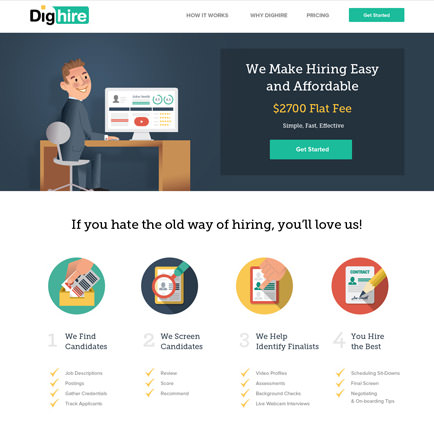 Dighire
HOW IT WORKS
WHY DIGHIRE
PRICING
Get Started
We Make Hiring Easy
and Affordable
$2700 Flat Fee
Simple, Fast, Effective
Get Started
If you hate the old way of hiring, you'll love us!
CONTRACT
1
We Find
Candidates
Job Descriptions
Postings
Gather Credentials
Track Applicants
2
We Screen
Candidates
Review
Score
Recommend
3
We Help
Identify Finalists
Video Profiles
Assessments
Background Checks
Live Webcam Interviews
4
You Hire
the Best
Scheduling Sit-Downs
Final Screen
Negotiating
& On-boarding Tips